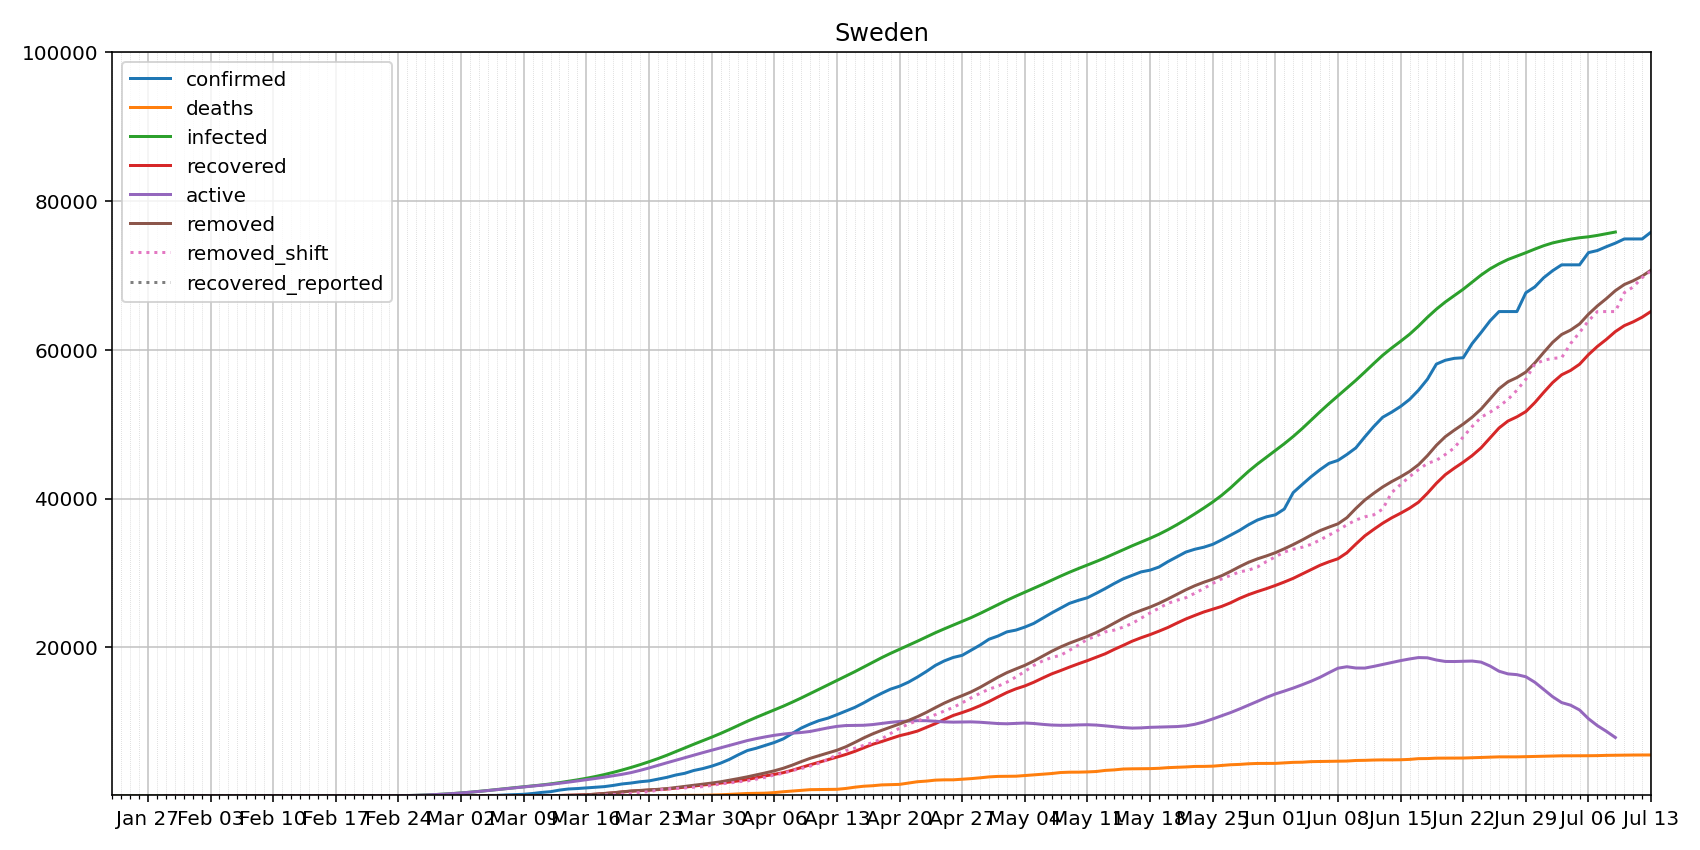 Sweden
100000
80000
60000
40000
20000
confirmed
deaths
infected
recovered
active
removed
removed_shift
recovered_reported
Jan 27 Feb 03 Feb 10 Feb 17 Feb 24 Mar 02 Mar 09 Mar 16 Mar 23 Mar 30 Apr 06 Apr 13 Apr 20 Apr 27 May 04 May 11 May 18 May 25 Jun 01 Jun 08 Jun 15 Jun 22 Jun 29 Jul 06 Jul 13